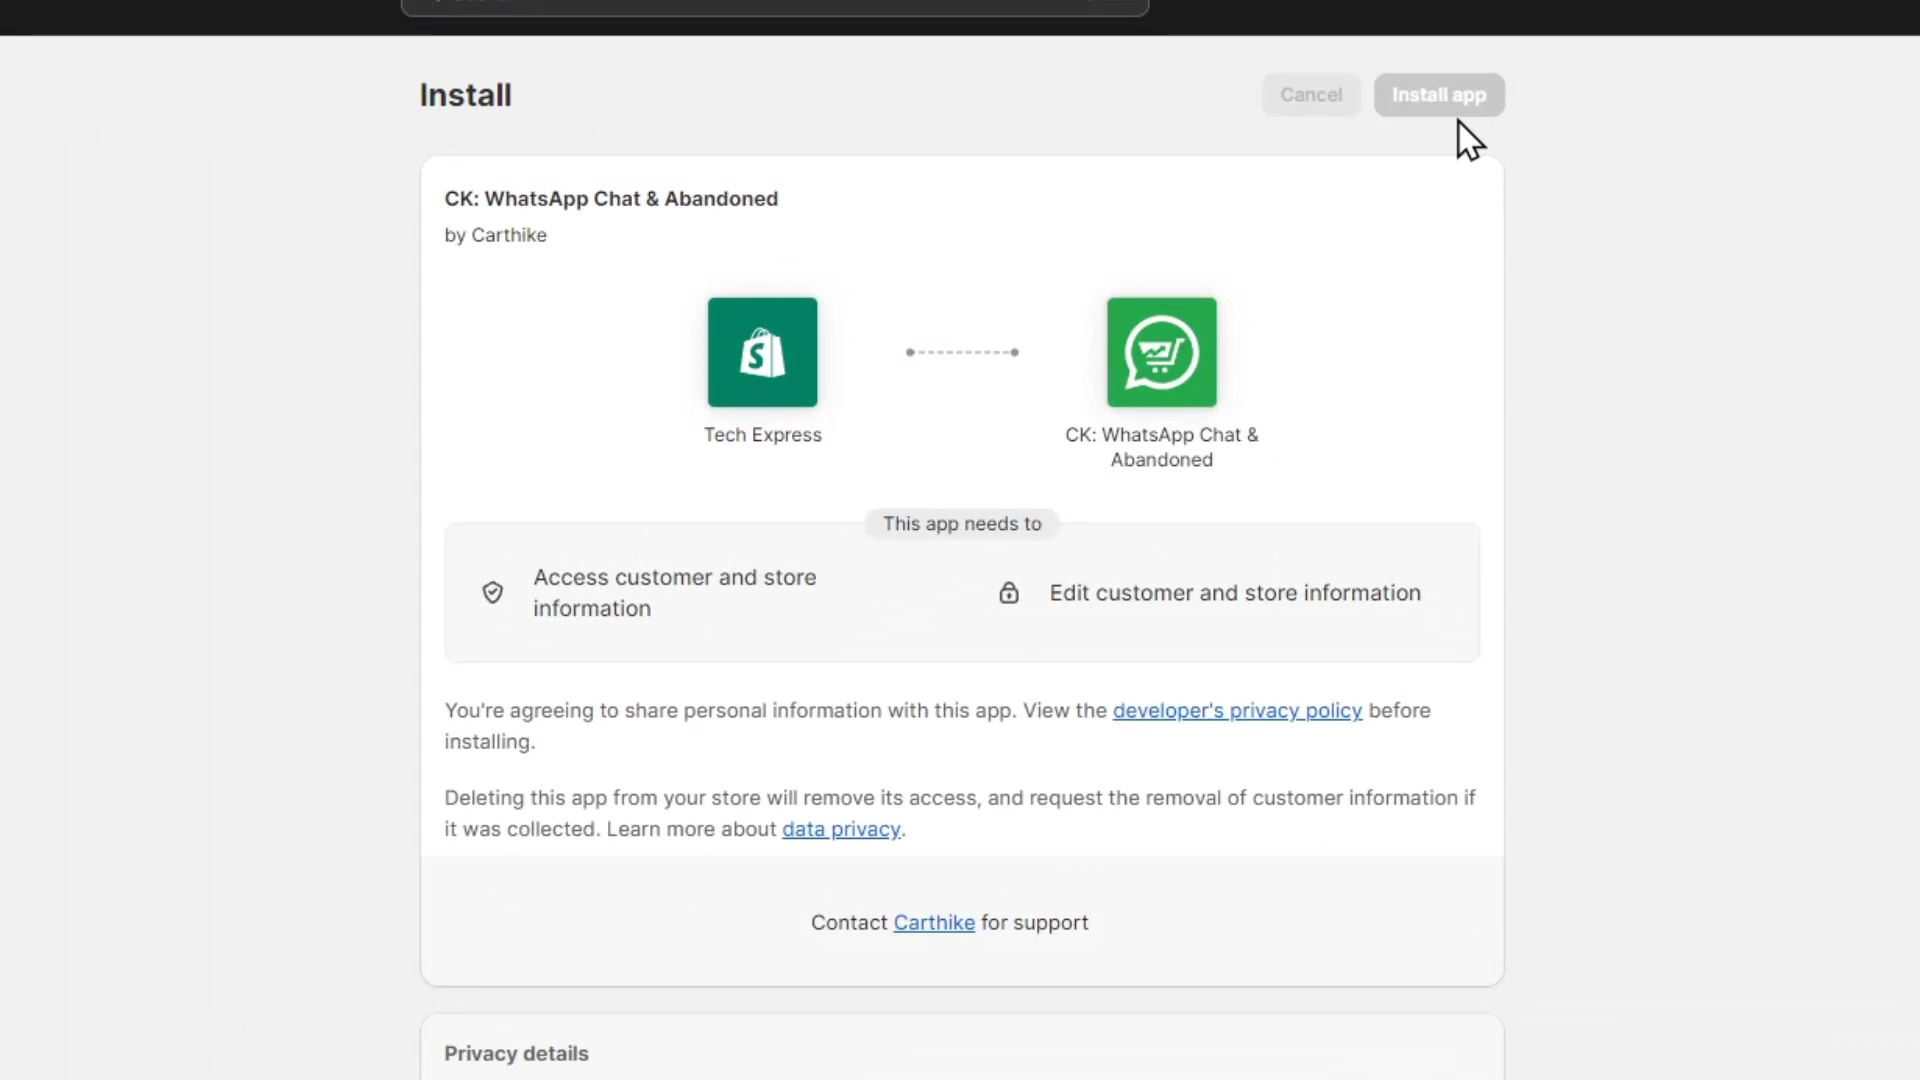 Install
Cancel
Install app
CK: WhatsApp Chat & Abandoned
by Carthike
Tech Express
CK: WhatsApp Chat &
Abandoned
This app needs to
Access customer and store
information
Edit customer and store information
You're agreeing to share personal information with this app. View the developer's privacy policy before
installing.
Deleting this app from your store will remove its access, and request the removal of customer information if
it was collected. Learn more about data privacy.
Contact Carthike for support
Privacy details